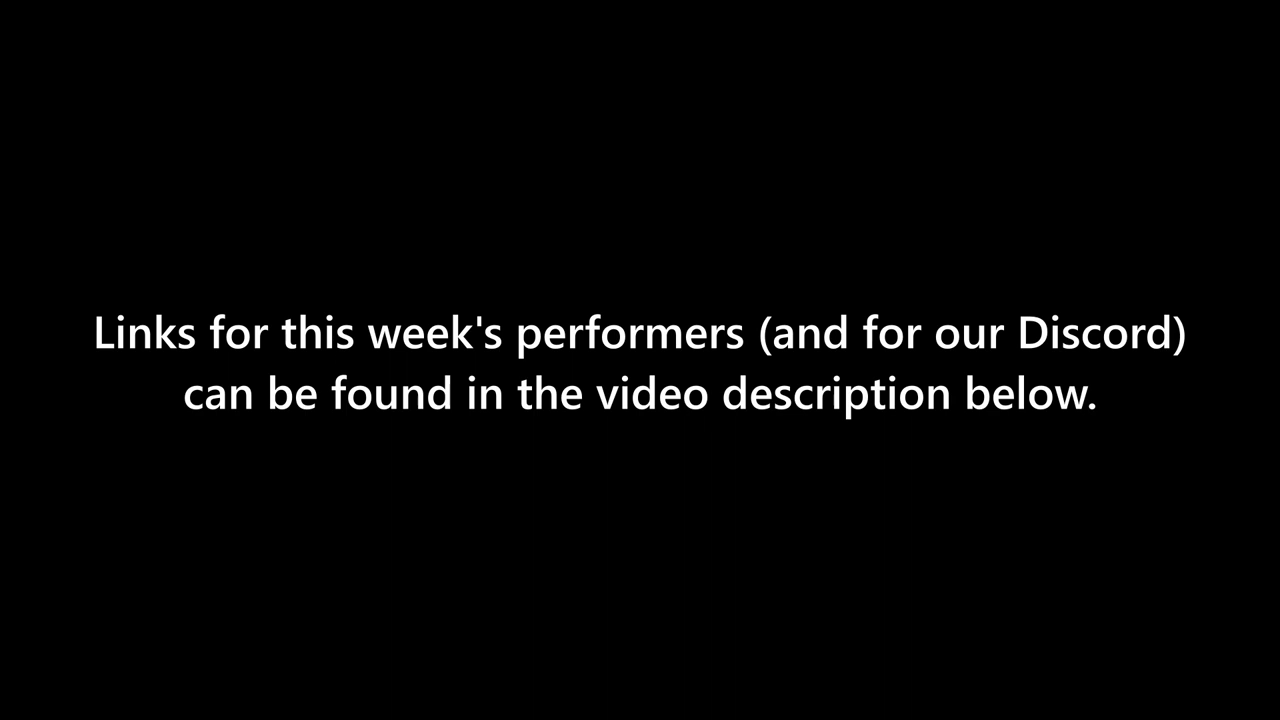 Links for this week's performers (and for our Discord)
can be found in the video description below.